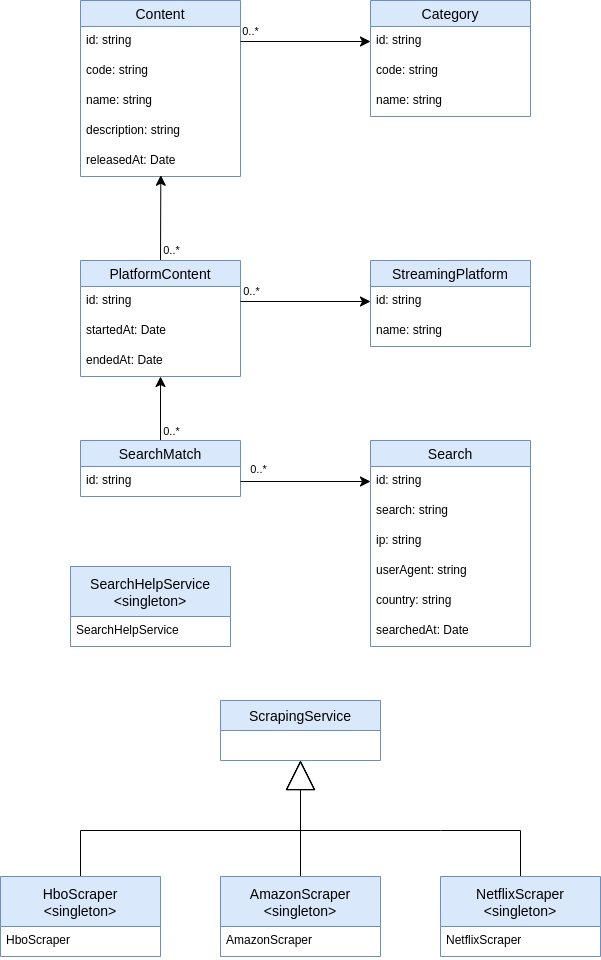 Content
id: string
code: string
name: string
description: string
releasedAt: Date
0..*
Category
id: string
code: string
name: string
0..*
PlatformContent
id: string
startedAt: Date
endedAt: Date
0..*
StreamingPlatform
id: string
name: string
0..*
SearchMatch
id: string
0..*
Search
id: string
search: string
ip: string
userAgent: string
country: string
searchedAt: Date
SearchHelpService
<singleton>
SearchHelpService
ScrapingService
HboScraper
<singleton>
HboScraper
AmazonScraper
<singleton>
AmazonScraper
NetflixScraper
<singleton>
NetflixScraper